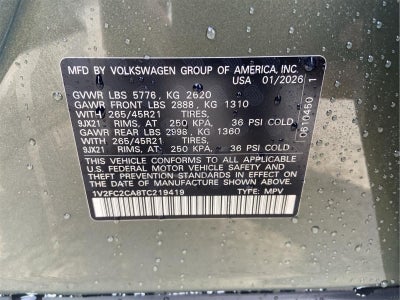 MFD BY VOLKSWAGEN GROUP OF AMERICA, INC.
USA 01/2026
GVWR LBS 5776, KG 2620
GAWR FRONT LBS 2888, KG 1310
WITH 265/45R21 TIRES,
9JX21 RIMS, AT 250 KPA, 36 PSI COLD
GAWR REAR LBS 2998, KG 1360
WITH 265/45R21 TIRES,
9JX21 RIMS, AT 250 KPA, 36 PSI COLD
THIS VEHICLE CONFORMS TO ALL APPLICABLE
U.S. FEDERAL MOTOR VEHICLE SAFETY
STANDARDS IN EFFECT ON THE
DATE OF MANUFACTURE SHOWN ABOVE.
1V2FC2CA8TC219419 TYPE: MPV
0610450 1